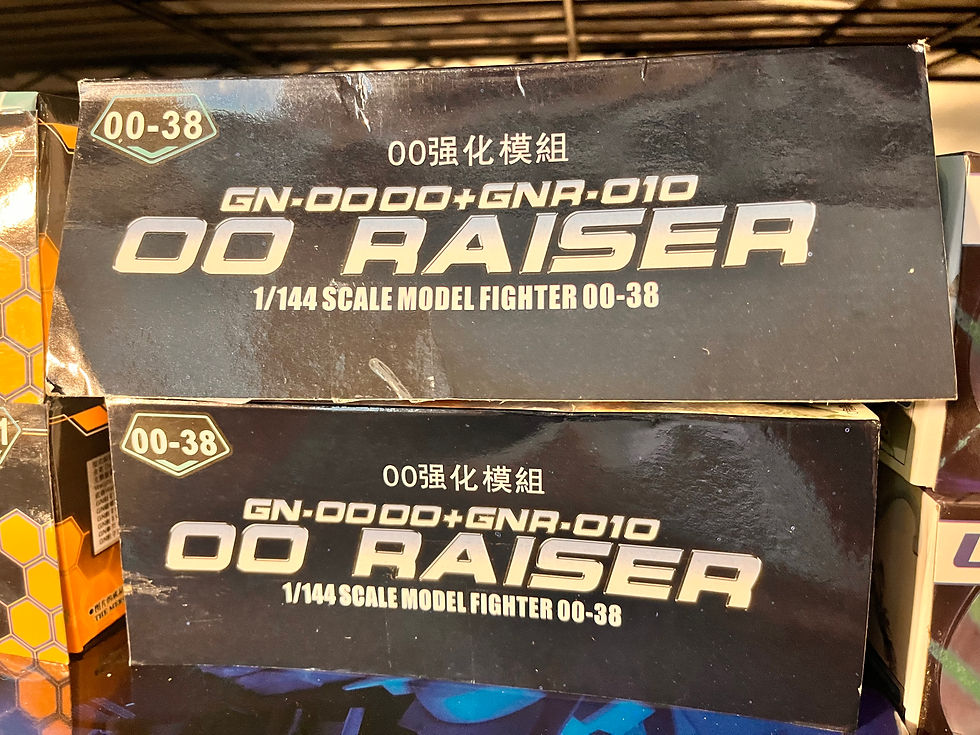 00-38
00强化模組
GN-0000+GNR-010
00 RAISER
1/144 SCALE MODEL FIGHTER 00-38
00-38
00强化模組
GN-0000+GNR-010
00 RAISER
1/144 SCALE MODEL FIGHTER 00-38